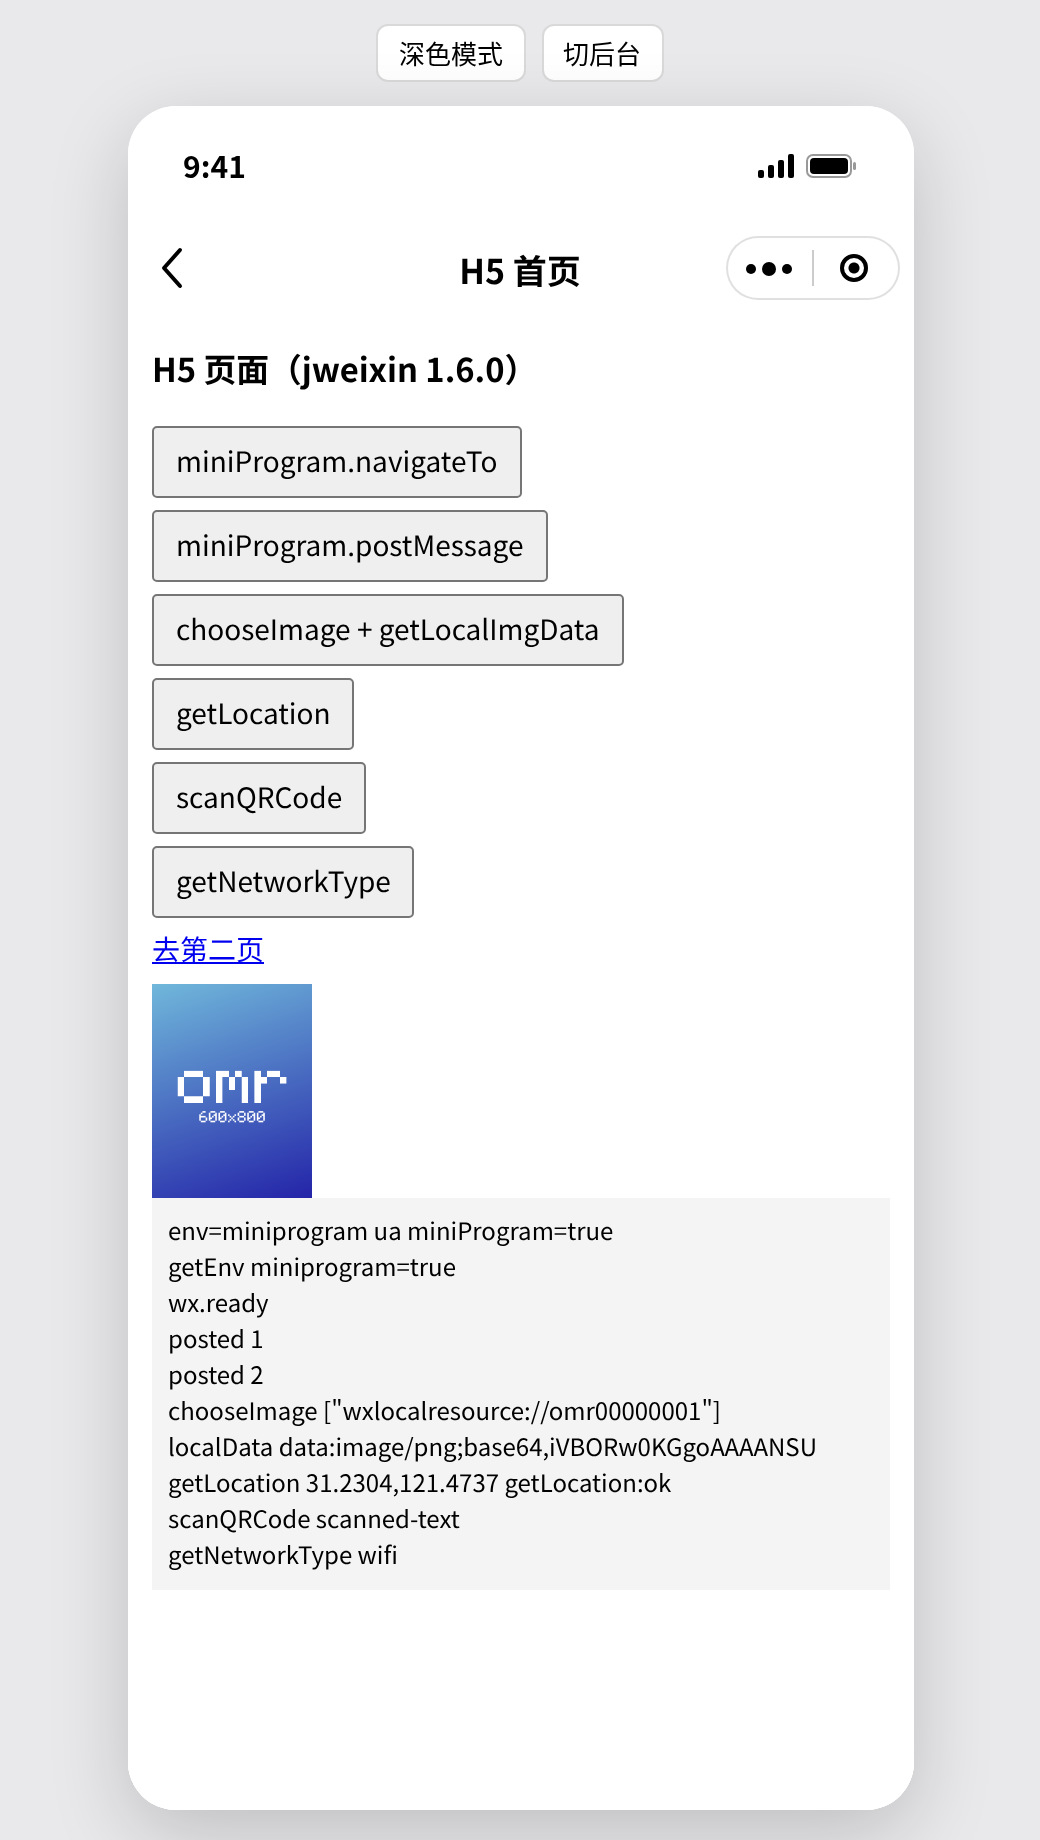 深色模式 切后台
9:41
H5 首页
H5 页面（jweixin 1.6.0）
miniProgram.navigateTo
miniProgram.postMessage
chooseImage + getLocalImgData
getLocation
scanQRCode
getNetworkType
去第二页
omr
600x800
env=miniprogram ua miniProgram=true
getEnv miniprogram=true
wx.ready
posted 1
posted 2
chooseImage ["wxlocalresource://omr00000001"]
localData data:image/png;base64,iVBORw0KGgoAAAANSU
getLocation 31.2304,121.4737 getLocation:ok
scanQRCode scanned-text
getNetworkType wifi